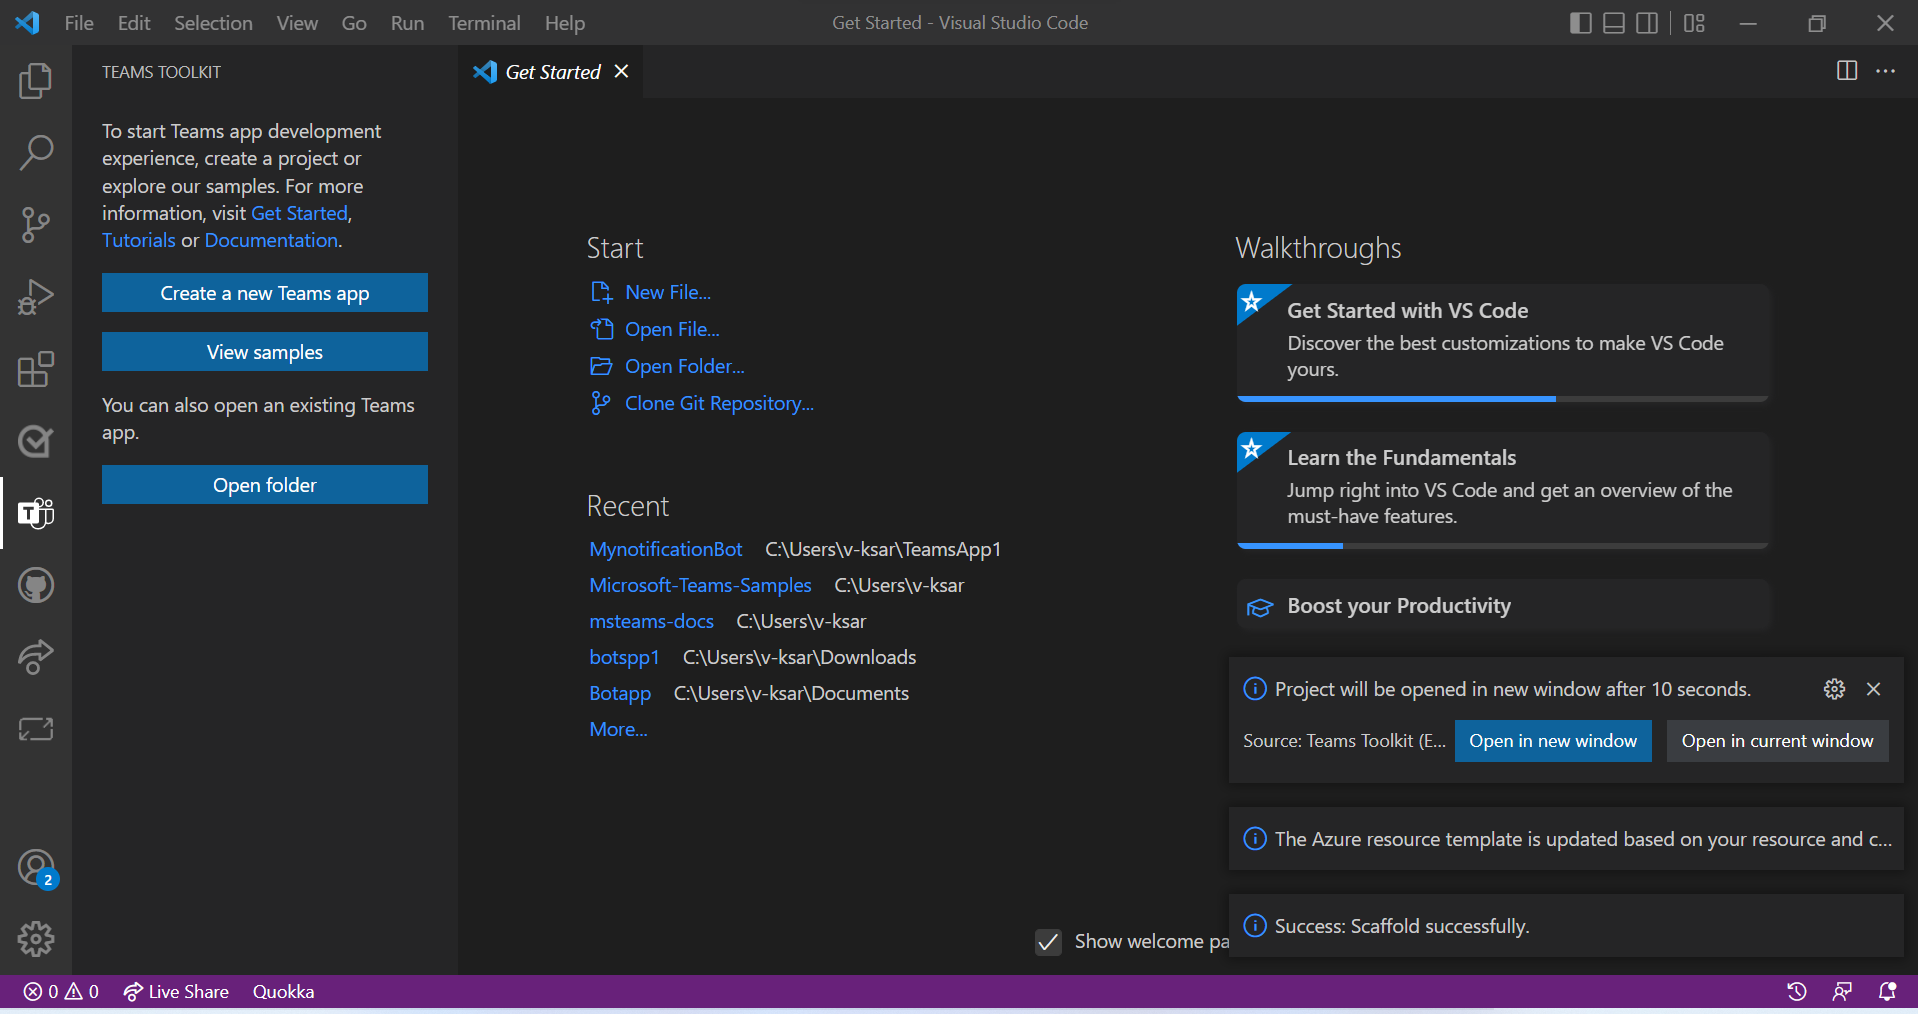 File Edit Selection View Go Run Terminal Help
Get Started - Visual Studio Code
TEAMS TOOLKIT
To start Teams app development
experience, create a project or
explore our samples. For more
information, visit Get Started,
Tutorials or Documentation.
Create a new Teams app
View samples
You can also open an existing Teams
app.
Open folder
2
Get Started
Start
New File...
Open File...
Open Folder...
Clone Git Repository...
Recent
MynotificationBot C:\Users\v-ksar\TeamsApp1
Microsoft-Teams-Samples C:\Users\v-ksar
msteams-docs C:\Users\v-ksar
botspp1 C:\Users\v-ksar\Downloads
Botapp C:\Users\v-ksar\Documents
More...
Walkthroughs
Get Started with VS Code
Discover the best customizations to make VS Code
yours.
Learn the Fundamentals
Jump right into VS Code and get an overview of the
must-have features.
Boost your Productivity
Project will be opened in new window after 10 seconds.
Source: Teams Toolkit (E... Open in new window Open in current window
The Azure resource template is updated based on your resource and c...
Success: Scaffold successfully.
Show welcome pa
0 0 Live Share Quokka